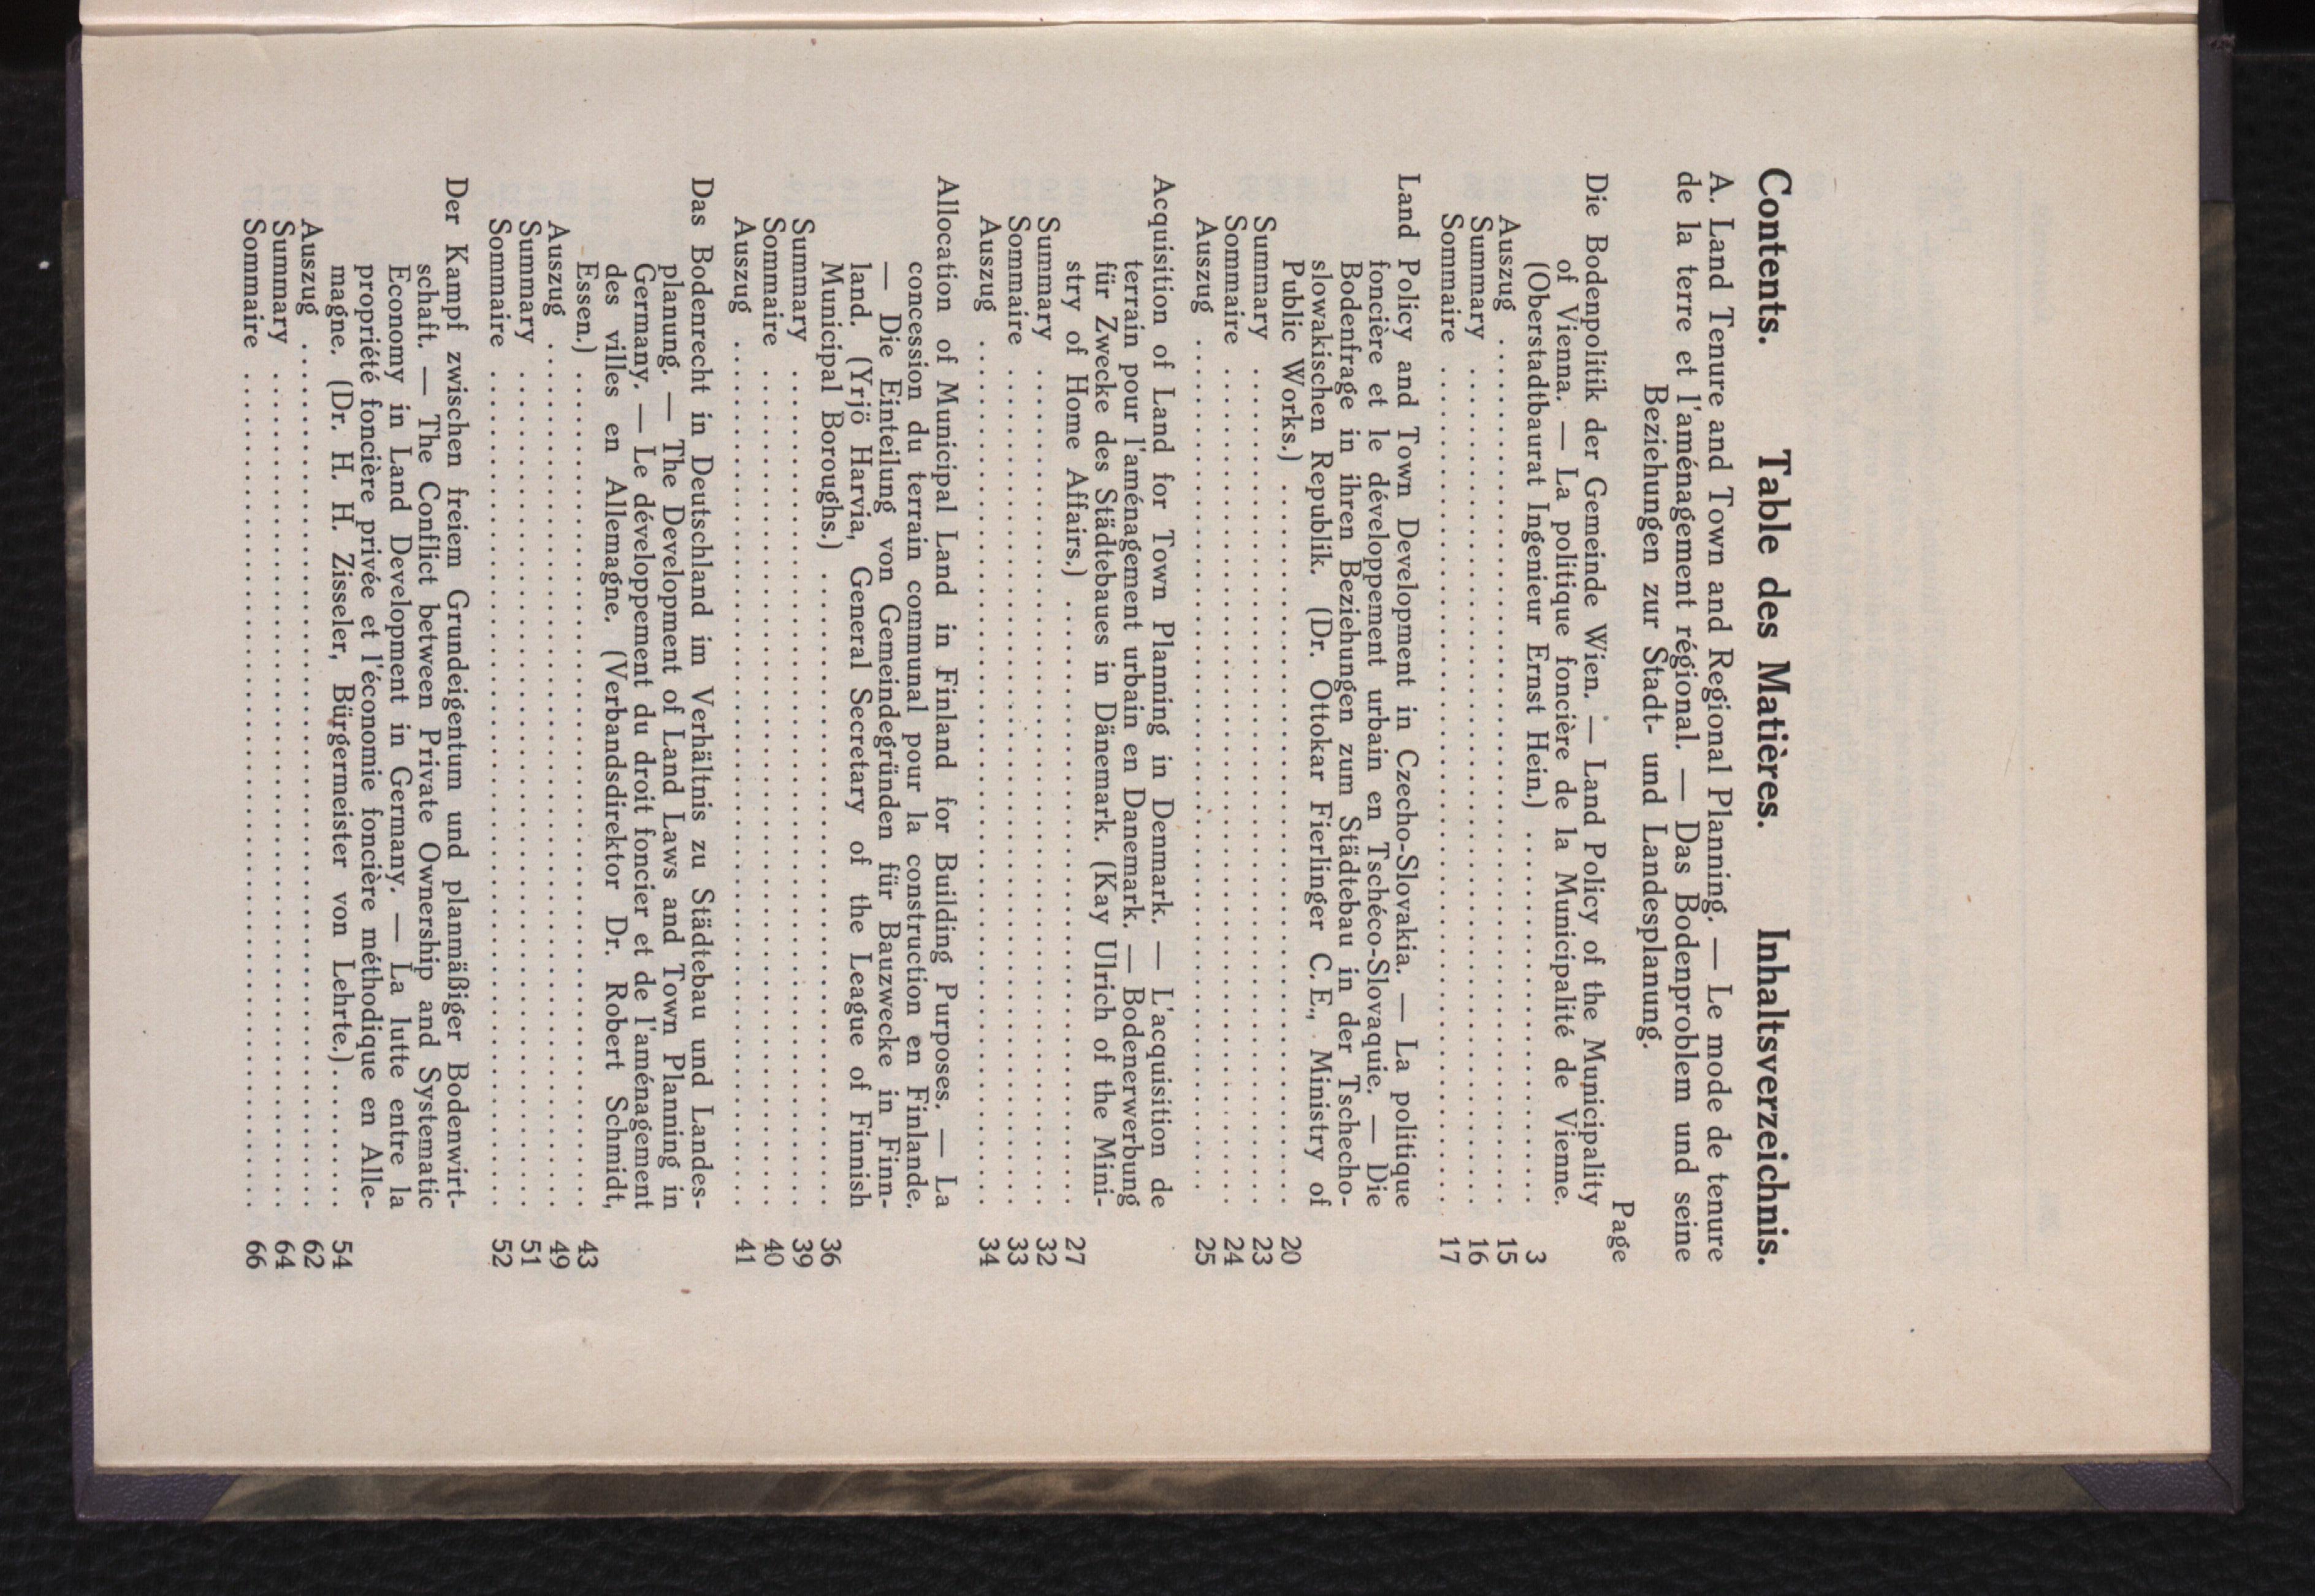 Contents. Table des Matières. Inhaltsverzeichnis.
A. Land Tenure and Town and Regional Planning. — Le mode de tenure
de la terre et l'aménagement régional. — Das Bodenproblem und seine
Beziehungen zur Stadt- und Landesplanung.
Page
Die Bodenpolitik der Gemeinde Wien. — Land Policy of the Municipality
of Vienna. — La politique foncière de la Municipalité de Vienne.
(Oberstadtbaurat Ingenieur Ernst Hein.) . . . . . . . . . . . . . . . . . . . . 3
Auszug . . . . . . . . . . . . . . . . . . . . 15
Summary . . . . . . . . . . . . . . . . . . . . 16
Sommaire . . . . . . . . . . . . . . . . . . . . 17
Land Policy and Town Development in Czecho-Slovakia. — La politique
foncière et le développement urbain en Tschéco-Slovaquie. — Die
Bodenfrage in ihren Beziehungen zum Städtebau in der Tschecho-
slowakischen Republik. (Dr. Ottokar Fierlinger C.E., Ministry of
Public Works.) . . . . . . . . . . . . . . . . . . . . 20
Summary . . . . . . . . . . . . . . . . . . . . 23
Sommaire . . . . . . . . . . . . . . . . . . . . 24
Auszug . . . . . . . . . . . . . . . . . . . . 25
Acquisition of Land for Town Planning in Denmark. — L'acquisition de
terrain pour l'aménagement urbain en Danemark. — Bodenerwerbung
für Zwecke des Städtebaues in Dänemark. (Kay Ulrich of the Mini-
stry of Home Affairs.) . . . . . . . . . . . . . . . . . . . . 27
Summary . . . . . . . . . . . . . . . . . . . . 32
Sommaire . . . . . . . . . . . . . . . . . . . . 33
Auszug . . . . . . . . . . . . . . . . . . . . 34
Allocation of Municipal Land in Finland for Building Purposes. — La
concession du terrain communal pour la construction en Finlande.
— Die Einteilung von Gemeindegründen für Bauzwecke in Finn-
land. (Yrjö Harvia, General Secretary of the League of Finnish
Municipal Boroughs.) . . . . . . . . . . . . . . . . . . . . 36
Summary . . . . . . . . . . . . . . . . . . . . 39
Sommaire . . . . . . . . . . . . . . . . . . . . 40
Auszug . . . . . . . . . . . . . . . . . . . . 41
Das Bodenrecht in Deutschland im Verhältnis zu Städtebau und Landes-
planung. — The Development of Land Laws and Town Planning in
Germany. — Le développement du droit foncier et de l'aménagement
des villes en Allemagne. (Verbandsdirektor Dr. Robert Schmidt,
Essen.) . . . . . . . . . . . . . . . . . . . . 43
Auszug . . . . . . . . . . . . . . . . . . . . 49
Summary . . . . . . . . . . . . . . . . . . . . 51
Sommaire . . . . . . . . . . . . . . . . . . . . 52
Der Kampf zwischen freiem Grundeigentum und planmäßiger Bodenwirt-
schaft. — The Conflict between Private Ownership and Systematic
Economy in Land Development in Germany. — La lutte entre la
propriété foncière privée et l'économie foncière méthodique en Alle-
magne. (Dr. H. H. Zisseler, Bürgermeister von Lehrte.) . . . . . . . . . 54
Auszug . . . . . . . . . . . . . . . . . . . . 62
Summary . . . . . . . . . . . . . . . . . . . . 64
Sommaire . . . . . . . . . . . . . . . . . . . . 66